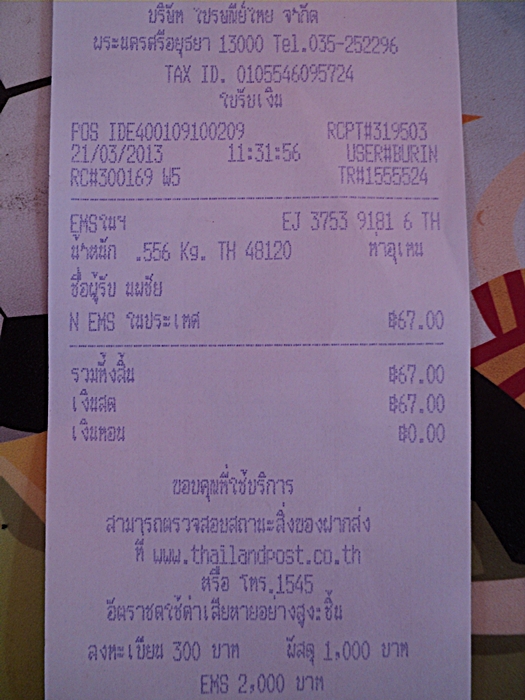 บริษัท ไปรษณีย์ไทย จำกัด
พระนครศรีอยุธยา 13000 Tel.035-252296
TAX ID. 0105546095724
ใบรับเงิน
POS IDE400109100209 RCPT#319503
21/03/2013 11:31:56 USER#BURIN
RC#300169 W5 TR#1555524
EMSในฯ EJ 3753 9181 6 TH
น้ำหนัก .556 Kg. TH 48120 ท่าอุเทน
ชื่อผู้รับ นพชัย
N EMS ในประเทศ ฿67.00
รวมทั้งสิ้น ฿67.00
เงินสด ฿67.00
เงินทอน ฿0.00
ขอบคุณที่ใช้บริการ
สามารถตรวจสอบสถานะสิ่งของฝากส่ง
ที่ www.thailandpost.co.th
หรือ โทร.1545
อัตราชดใช้ค่าเสียหายอย่างสูงะชิ้น
ลงทะเบียน 300 บาท พัสดุ 1,000 บาท
EMS 2,000 บาท